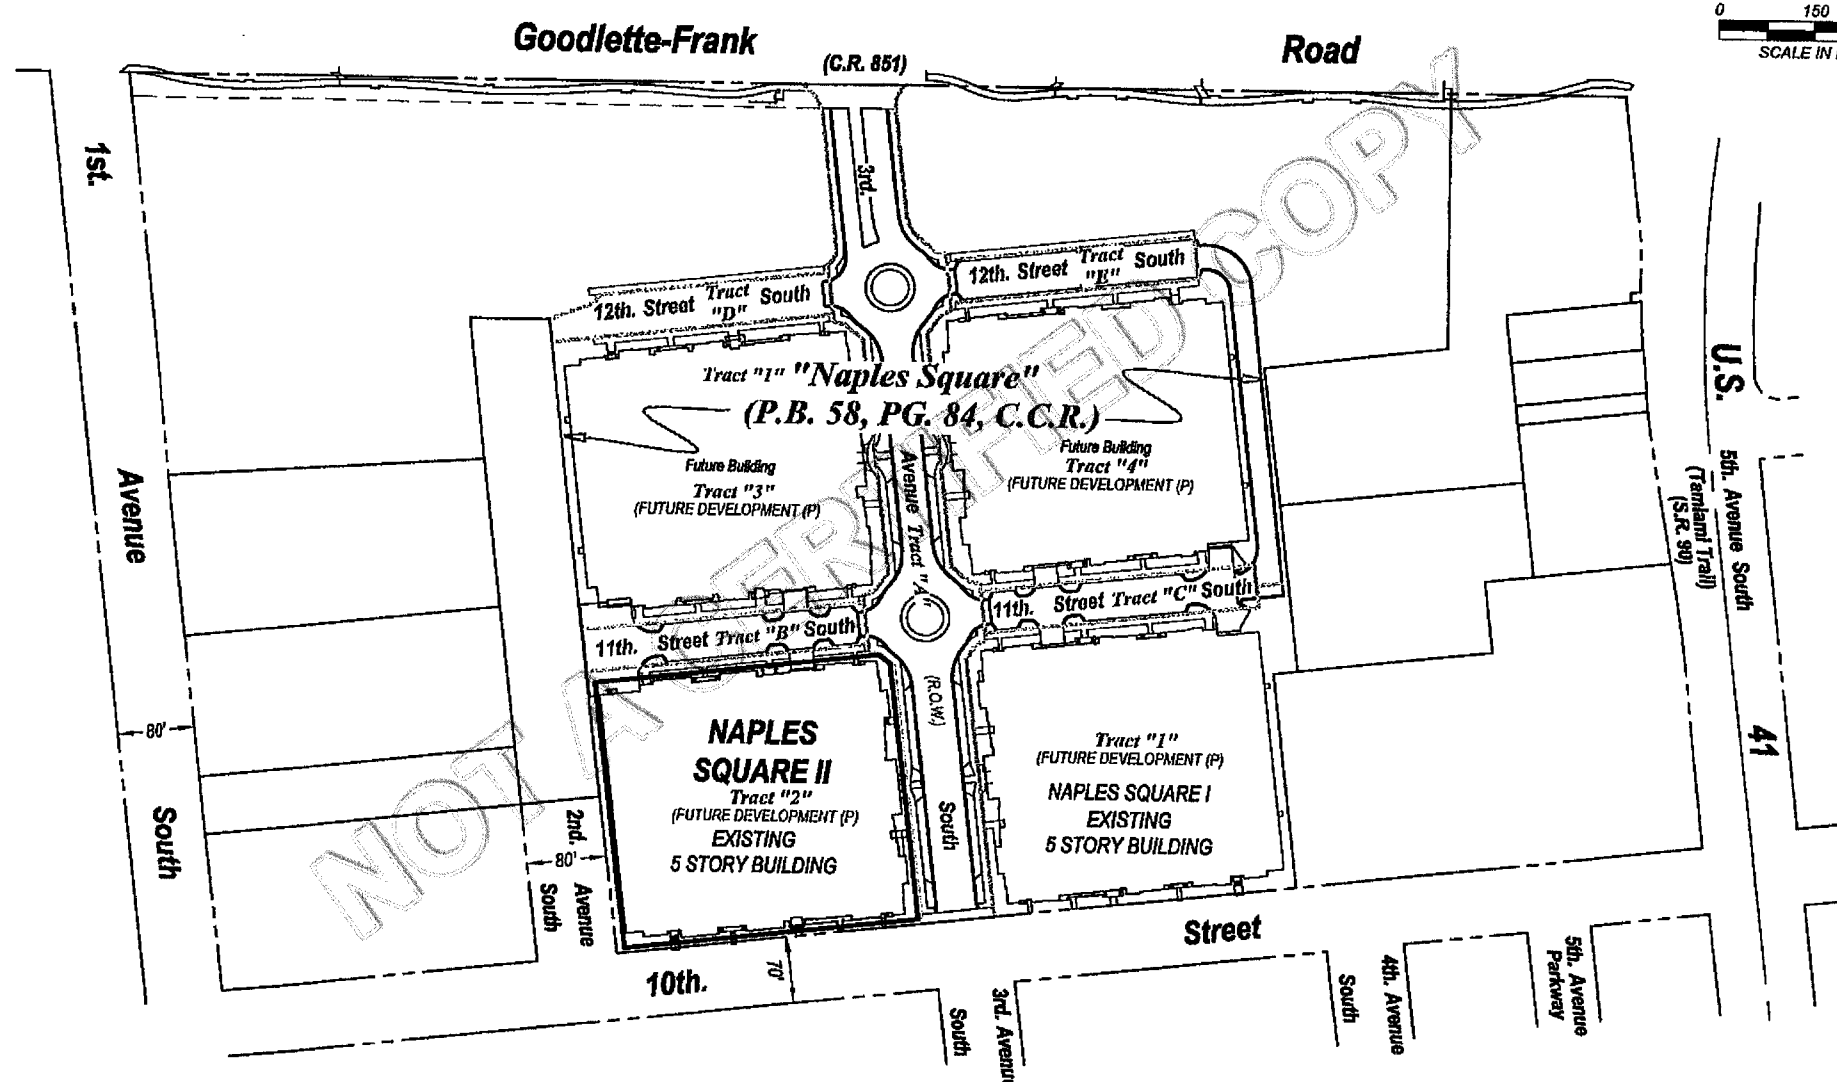 0 150
SCALE IN
Goodlette-Frank Road
(C.R. 851)
1st.
Avenue
South
3rd.
12th. Street Tract "D" South
12th. Street Tract "E" South
Tract "1" "Naples Square"
(P.B. 58, PG. 84, C.C.R.)
Future Building
Tract "3"
(FUTURE DEVELOPMENT (P)
Future Building
Tract "4"
(FUTURE DEVELOPMENT (P)
Avenue Tract "A"
(R.O.W.)
South
11th. Street Tract "B" South
11th. Street Tract "C" South
NAPLES
SQUARE II
Tract "2"
(FUTURE DEVELOPMENT (P)
EXISTING
5 STORY BUILDING
Tract "1"
(FUTURE DEVELOPMENT (P)
NAPLES SQUARE I
EXISTING
5 STORY BUILDING
80'
2nd.
80'
Avenue
South
70'
10th. Street
U.S.
41
5th. Avenue South
(Tamiami Trail)
(S.R. 90)
South
3rd. Avenue
South
4th. Avenue
5th. Avenue
Parkway
NOT A CERTIFIED COPY